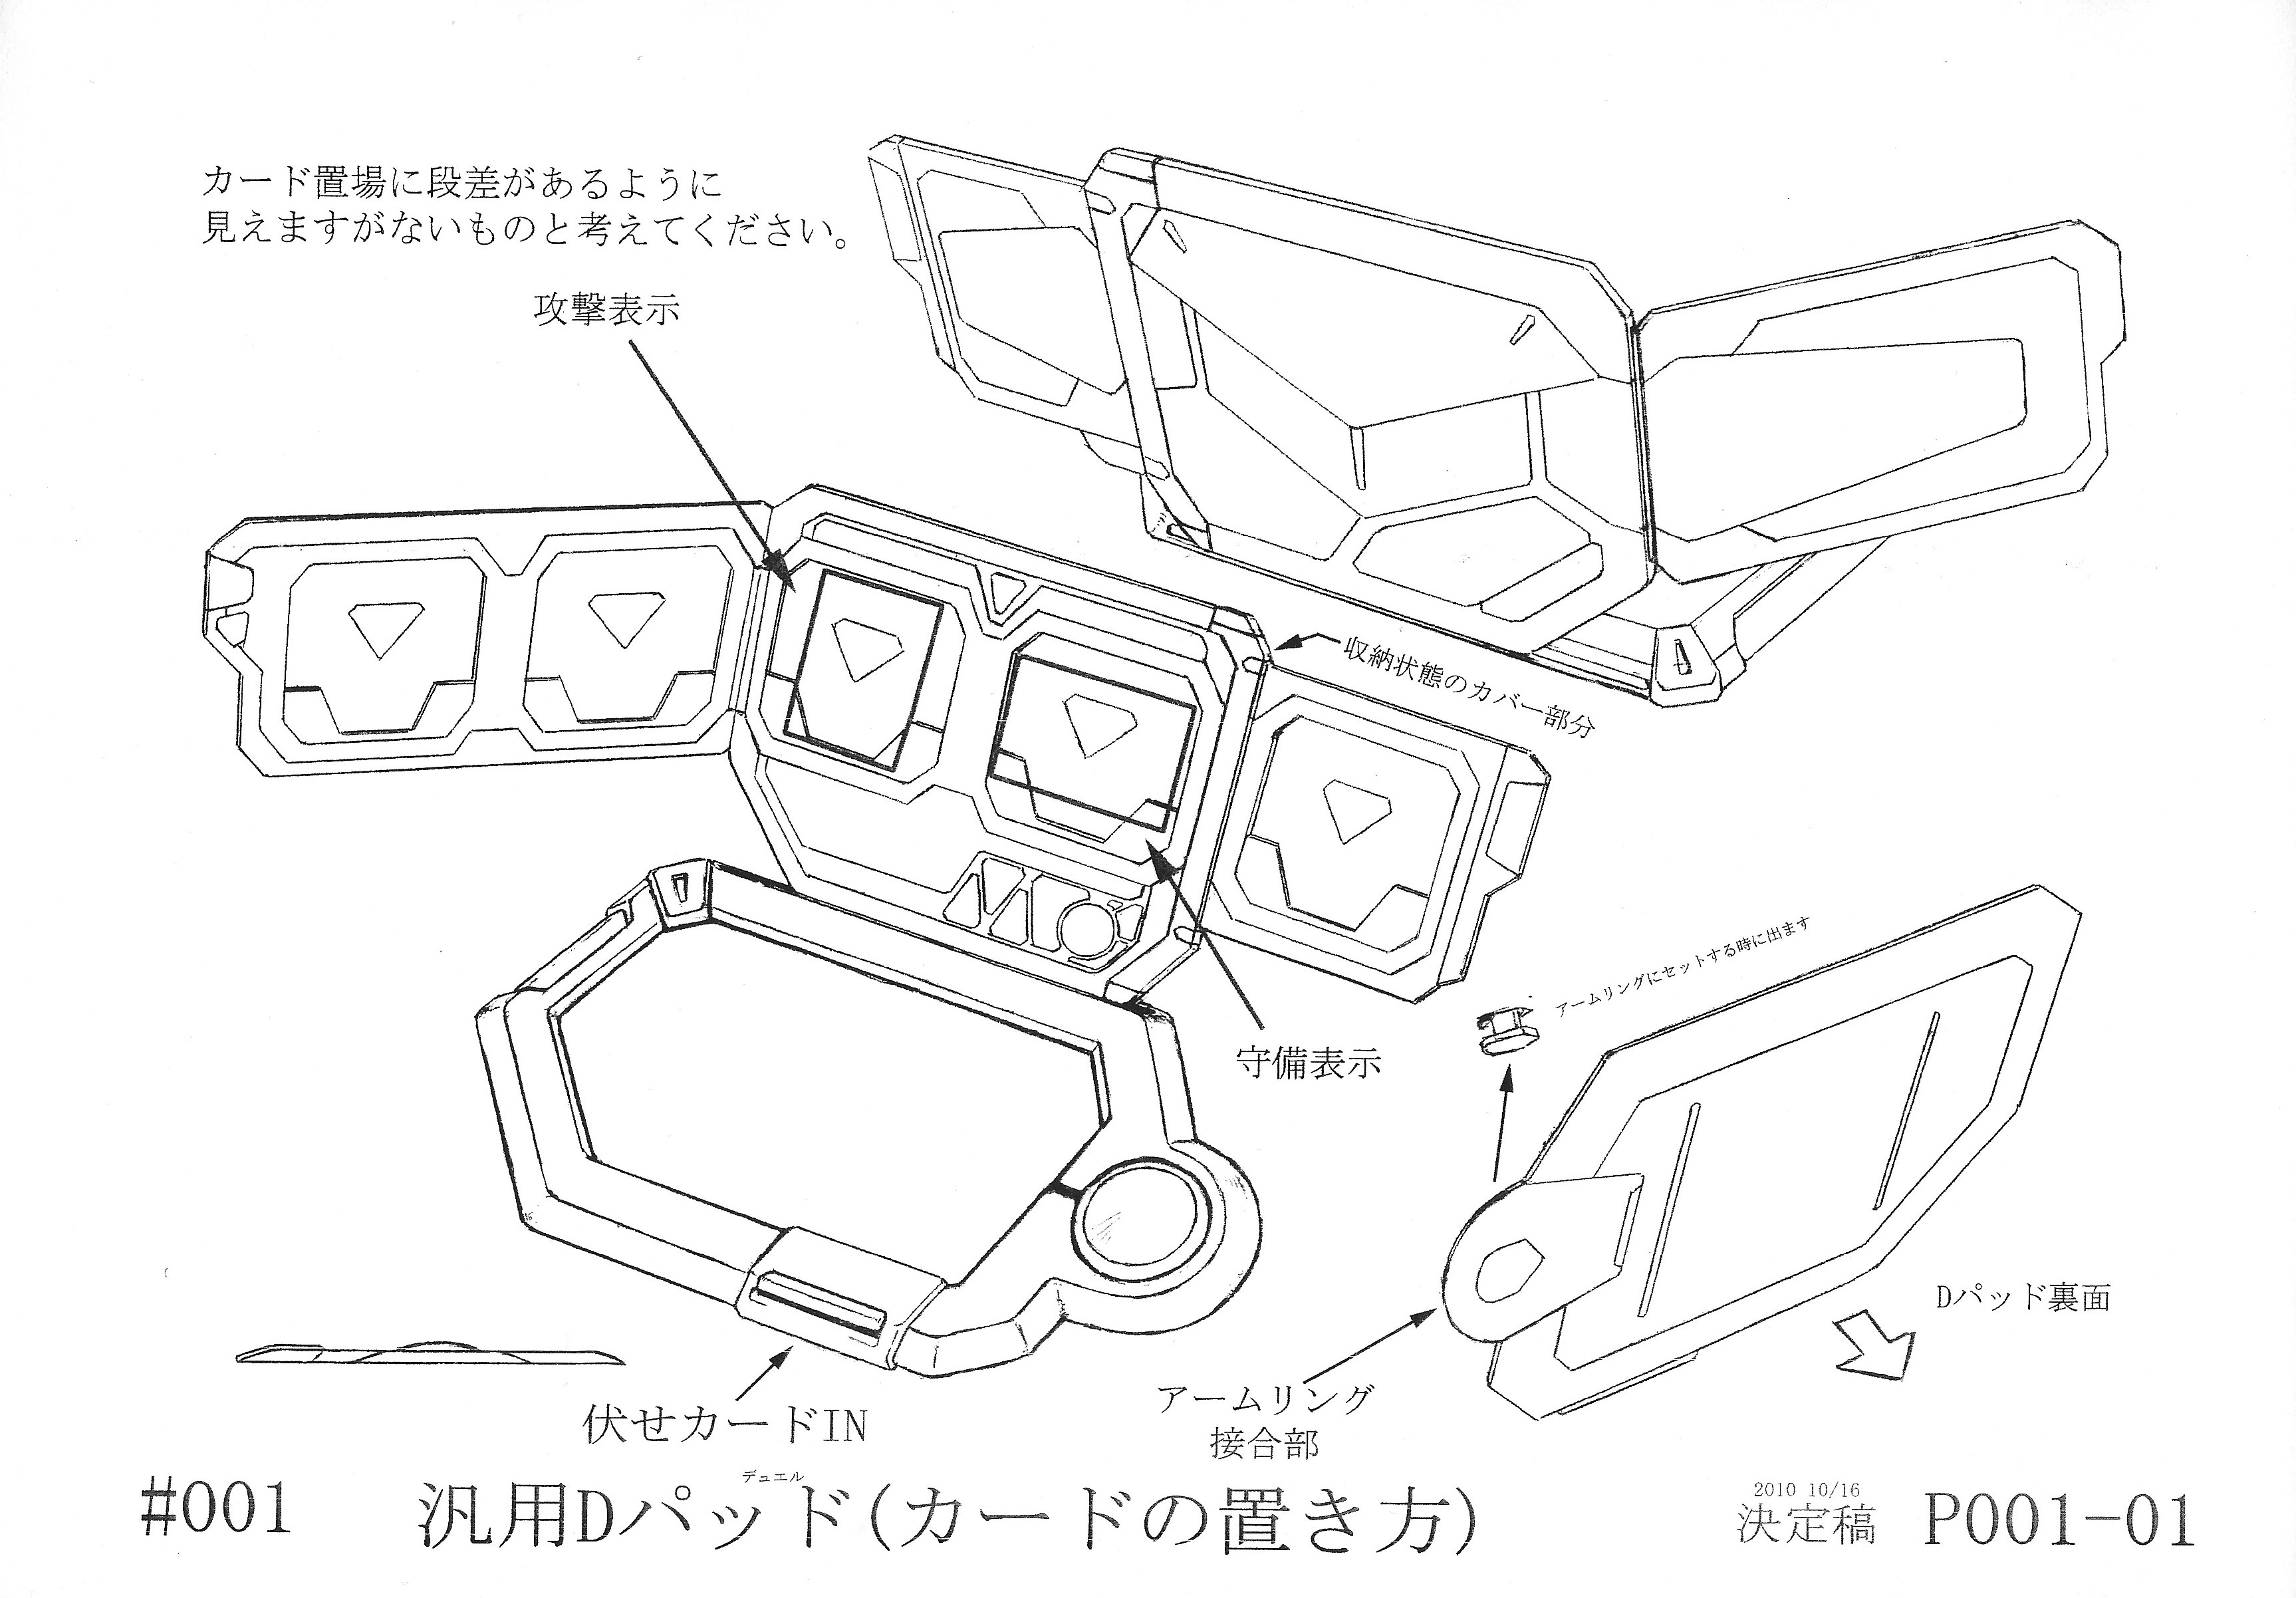 カード置場に段差があるように
見えますがないものと考えてください。
攻撃表示
収納状態のカバー部分
アームリングにセットする時に出ます
守備表示
Dパッド裏面
アームリング
接合部
伏せカードIN
デュエル
#001 汎用Dパッド(カードの置き方)
2010 10/16
決定稿 P001-01